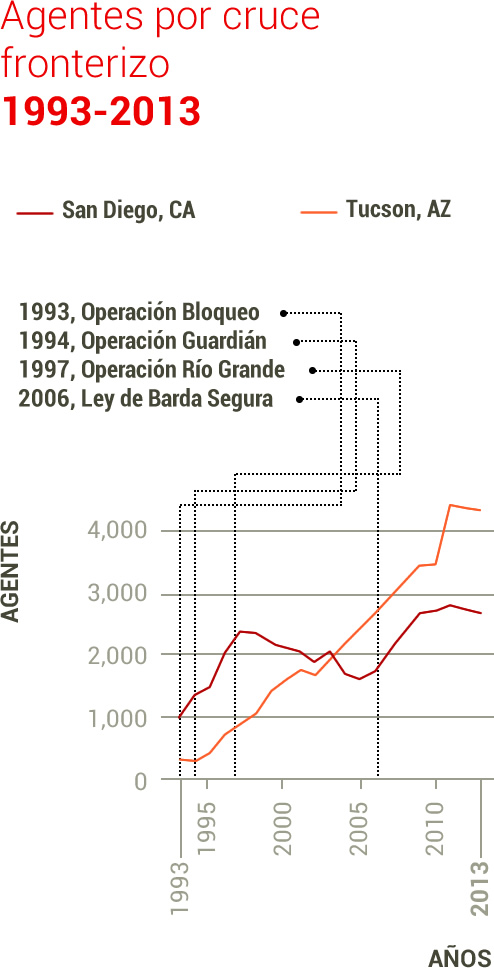 Agentes por cruce
fronterizo
1993-2013
San Diego, CA
Tucson, AZ
1993, Operación Bloqueo
1994, Operación Guardián
1997, Operación Río Grande
2006, Ley de Barda Segura
AGENTES
4,000
3,000
2,000
1,000
0
1993
1995
2000
2005
2010
2013
AÑOS